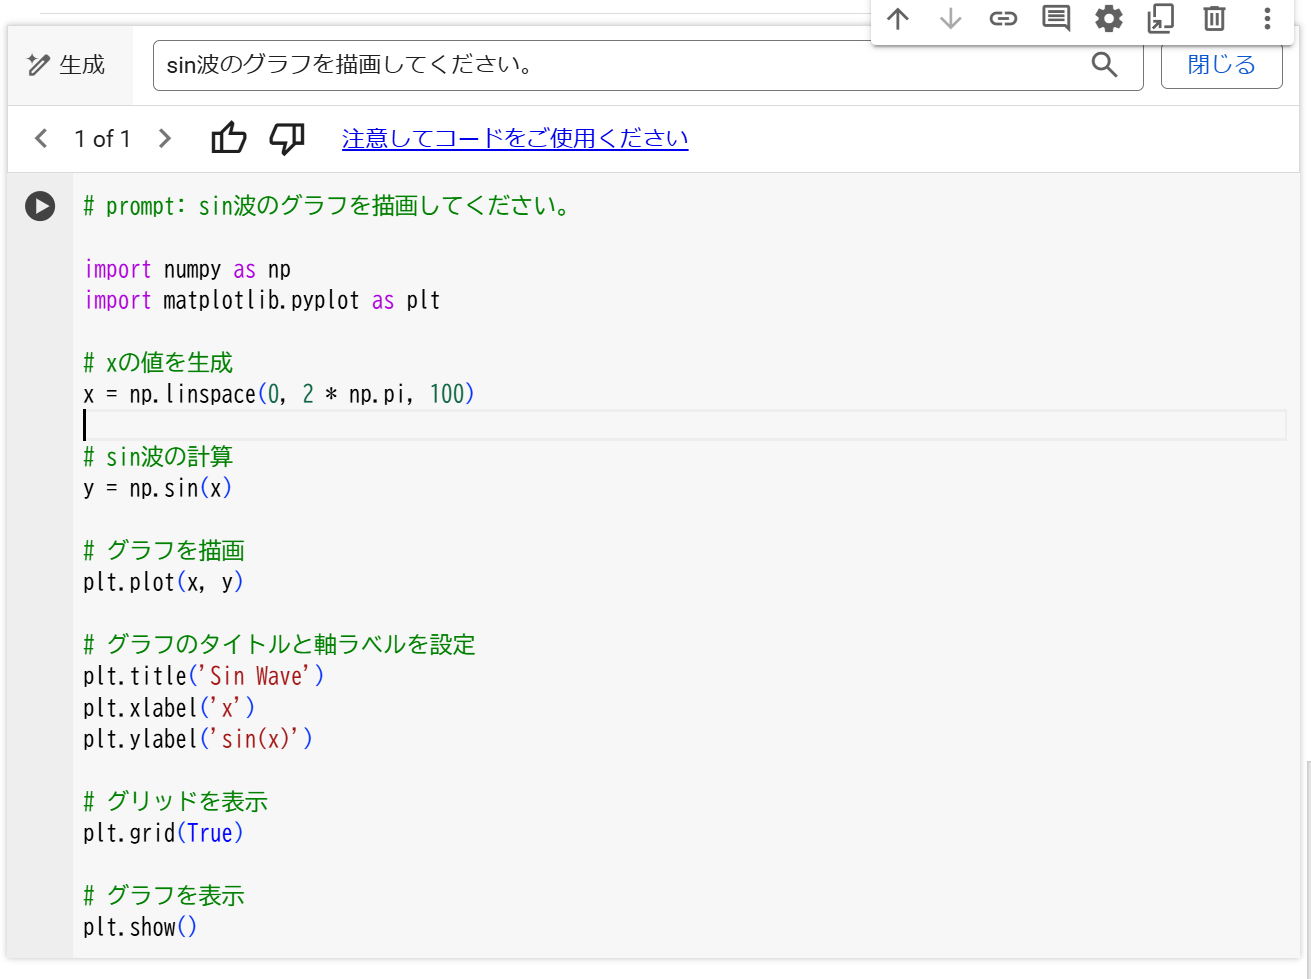 生成
sin波のグラフを描画してください。
閉じる
1 of 1
注意してコードをご使用ください
# prompt: sin波のグラフを描画してください。
import numpy as np
import matplotlib.pyplot as plt
# xの値を生成
x = np.linspace(0, 2 * np.pi, 100)
# sin波の計算
y = np.sin(x)
# グラフを描画
plt.plot(x, y)
# グラフのタイトルと軸ラベルを設定
plt.title('Sin Wave')
plt.xlabel('x')
plt.ylabel('sin(x)')
# グリッドを表示
plt.grid(True)
# グラフを表示
plt.show()